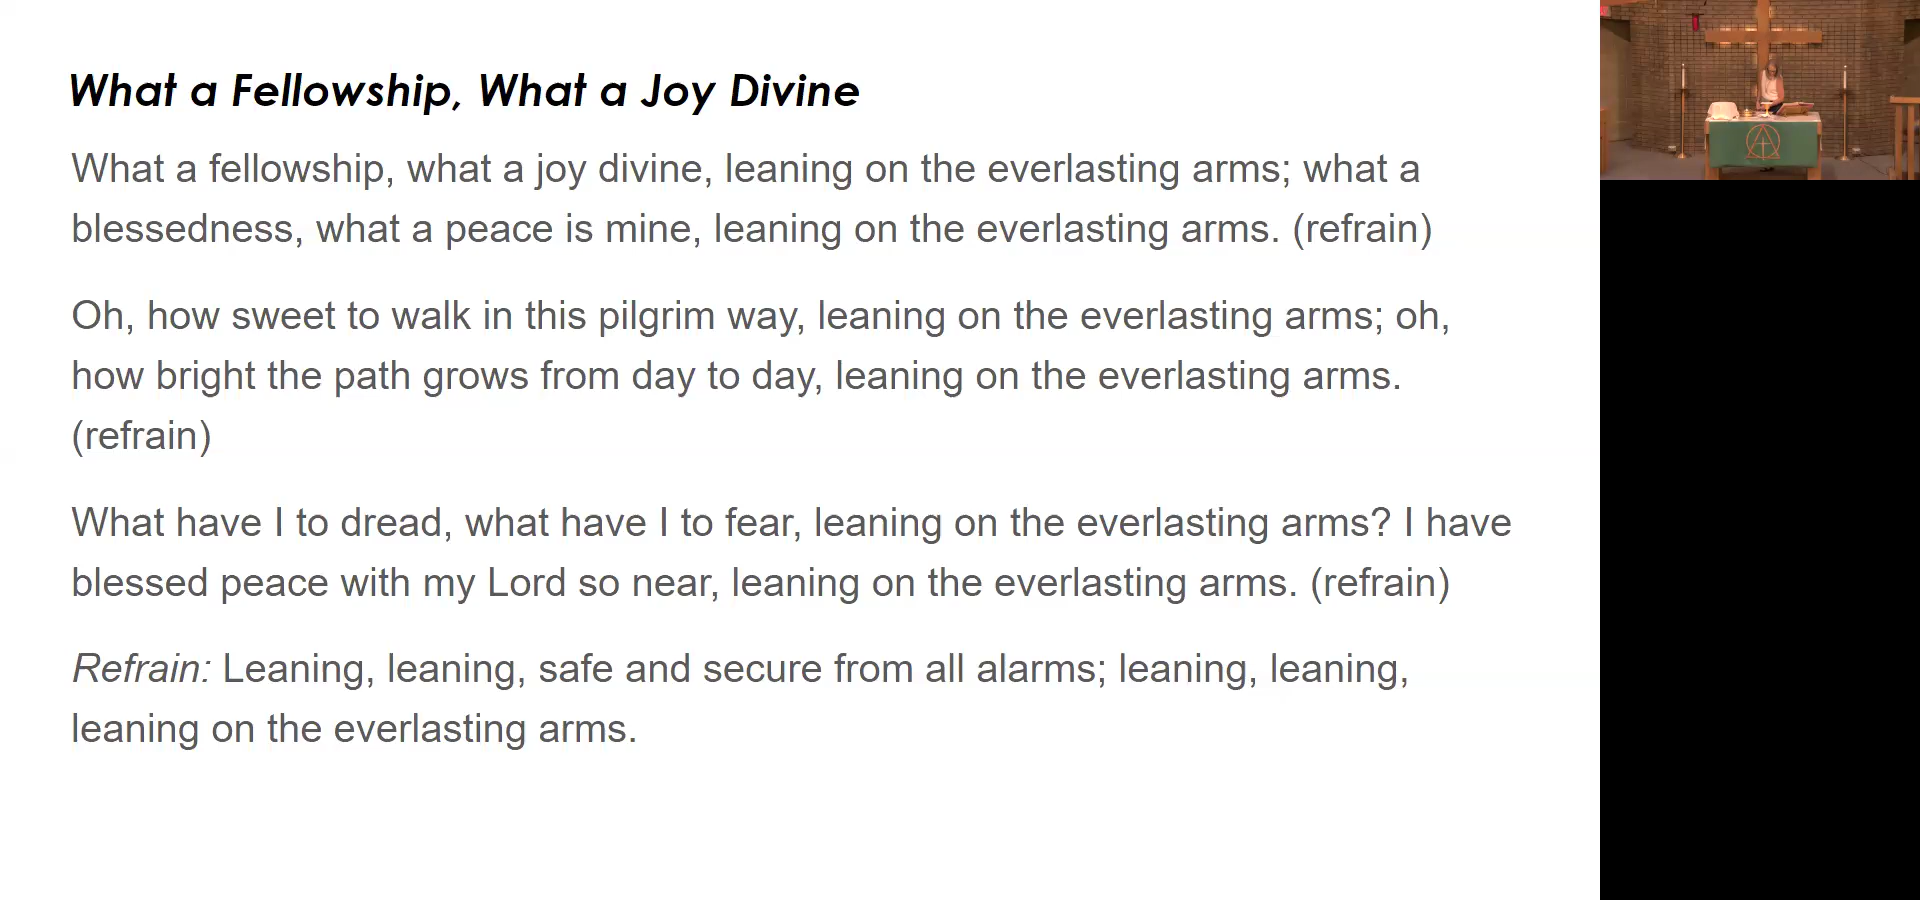 What a Fellowship, What a Joy Divine
What a fellowship, what a joy divine, leaning on the everlasting arms; what a
blessedness, what a peace is mine, leaning on the everlasting arms. (refrain)
Oh, how sweet to walk in this pilgrim way, leaning on the everlasting arms; oh,
how bright the path grows from day to day, leaning on the everlasting arms.
(refrain)
What have I to dread, what have I to fear, leaning on the everlasting arms? I have
blessed peace with my Lord so near, leaning on the everlasting arms. (refrain)
Refrain: Leaning, leaning, safe and secure from all alarms; leaning, leaning,
leaning on the everlasting arms.